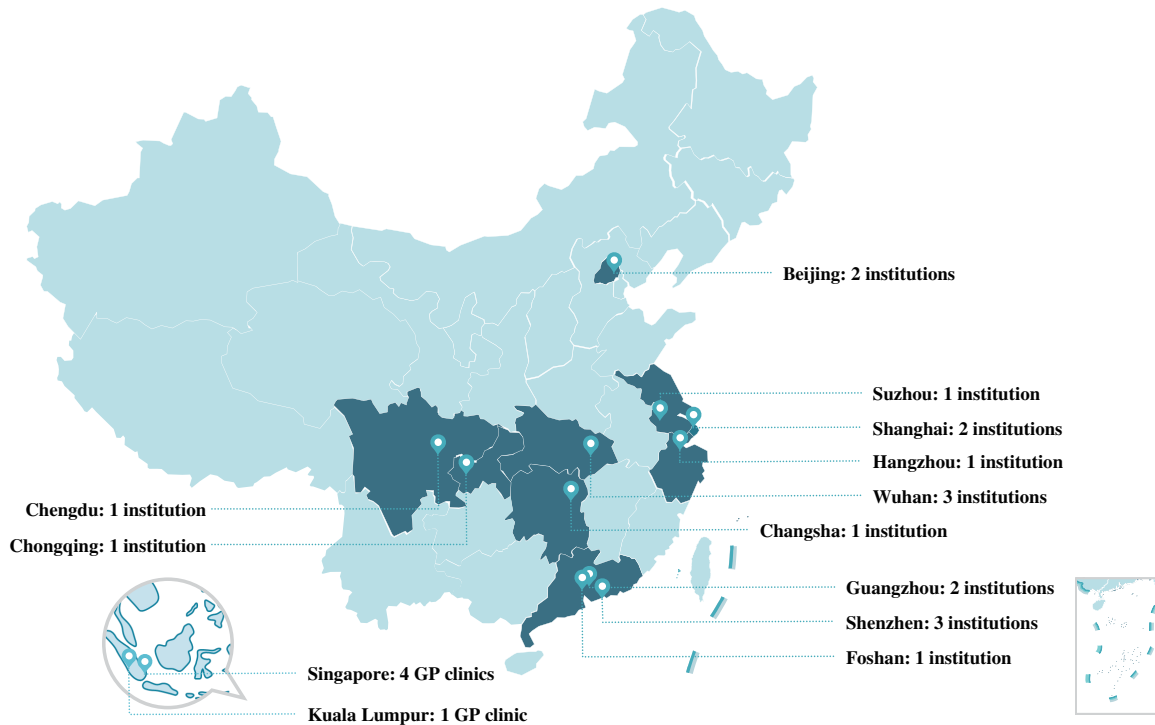 Beijing: 2 institutions
Suzhou: 1 institution
Shanghai: 2 institutions
Hangzhou: 1 institution
Wuhan: 3 institutions
Chengdu: 1 institution
Changsha: 1 institution
Chongqing: 1 institution
Guangzhou: 2 institutions
Shenzhen: 3 institutions
Foshan: 1 institution
Singapore: 4 GP clinics
Kuala Lumpur: 1 GP clinic